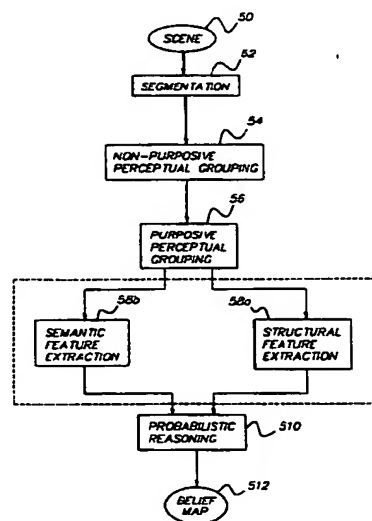 50
SCENE
52
SEGMENTATION
54
NON-PURPOSIVE
PERCEPTUAL GROUPING
56
PURPOSIVE
PERCEPTUAL
GROUPING
58b
58a
SEMANTIC
FEATURE
EXTRACTION
STRUCTURAL
FEATURE
EXTRACTION
PROBABILISTIC
REASONING
510
BELIEF
MAP
512